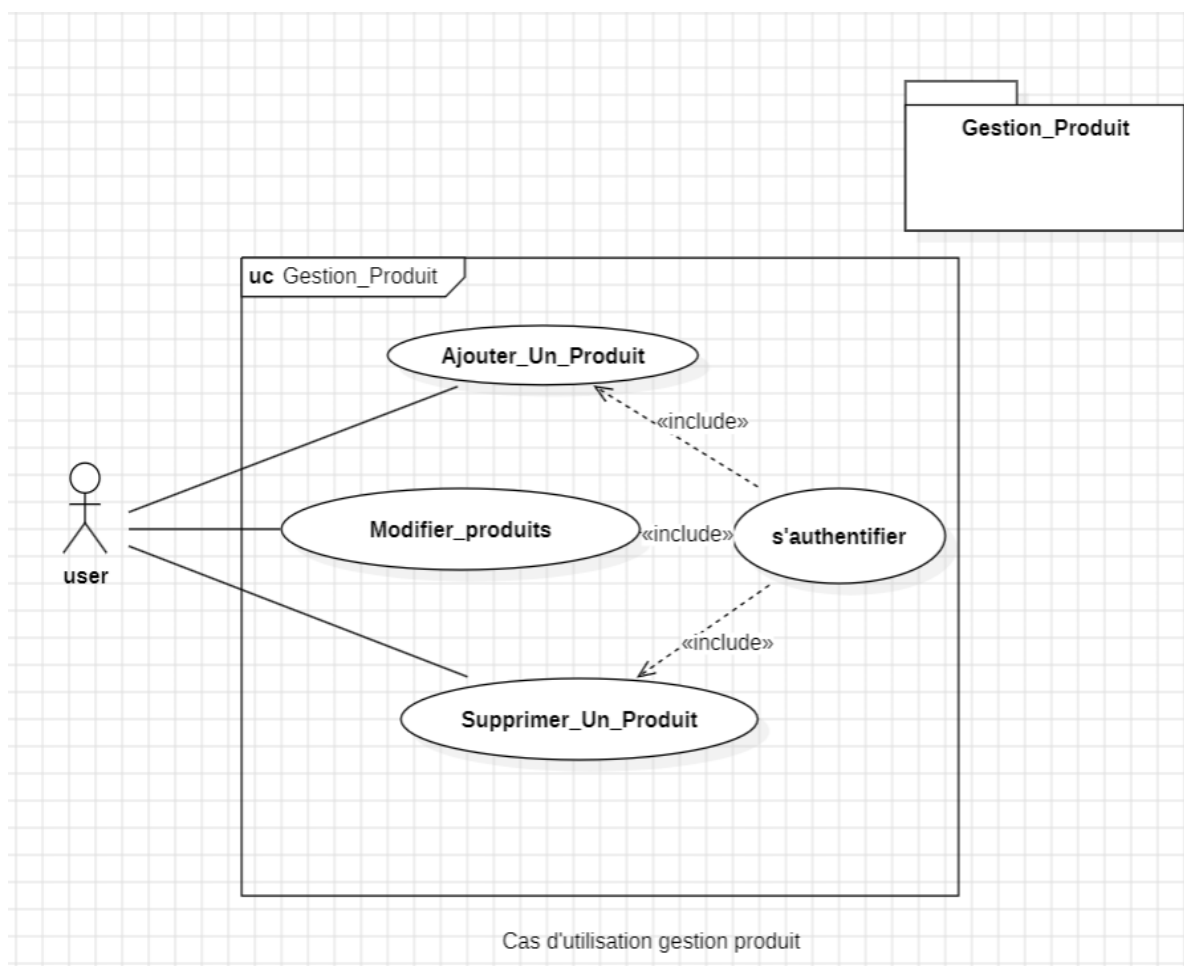 Gestion_Produit
uc Gestion_Produit
Ajouter_Un_Produit
«include»
Modifier_produits
«include»
s'authentifier
user
«include»
Supprimer_Un_Produit
Cas d'utilisation gestion produit